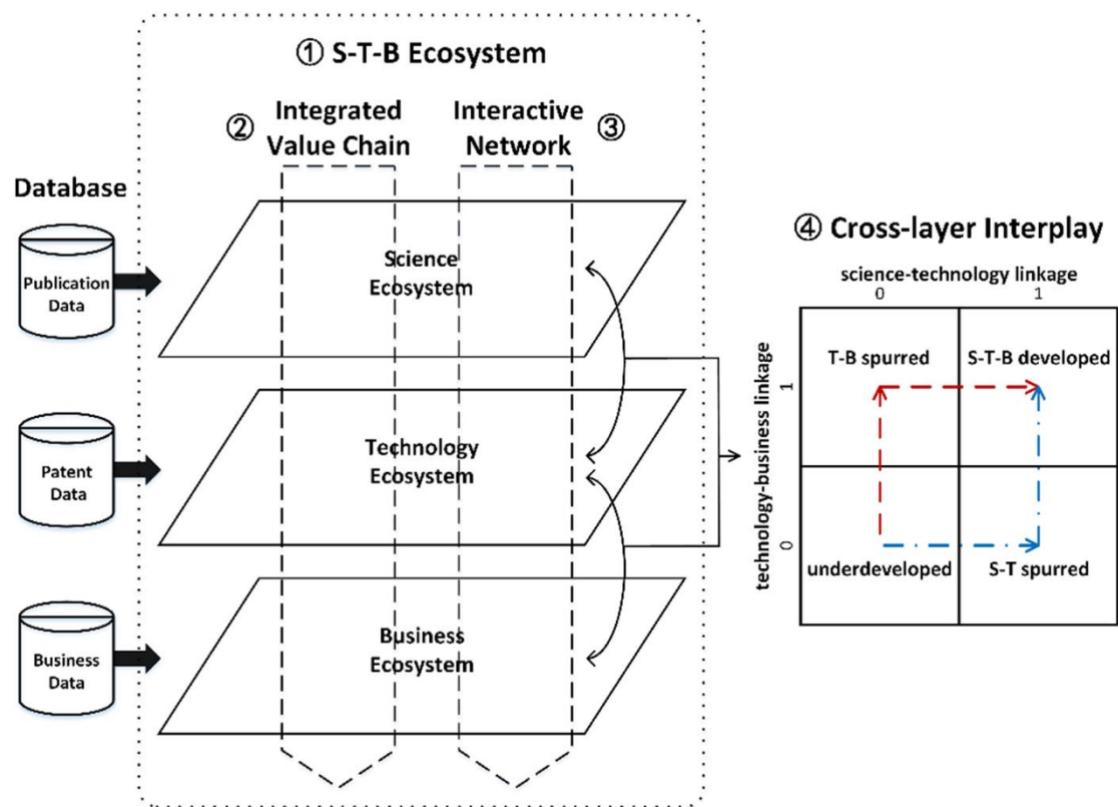 ① S-T-B Ecosystem
②
Integrated
Value Chain
Interactive
Network
③
Database
Publication
Data
Science
Ecosystem
Patent
Data
Technology
Ecosystem
Business
Data
Business
Ecosystem
④ Cross-layer Interplay
science-technology linkage
0 1
technology-business linkage
1
0
T-B spurred
S-T-B developed
underdeveloped
S-T spurred